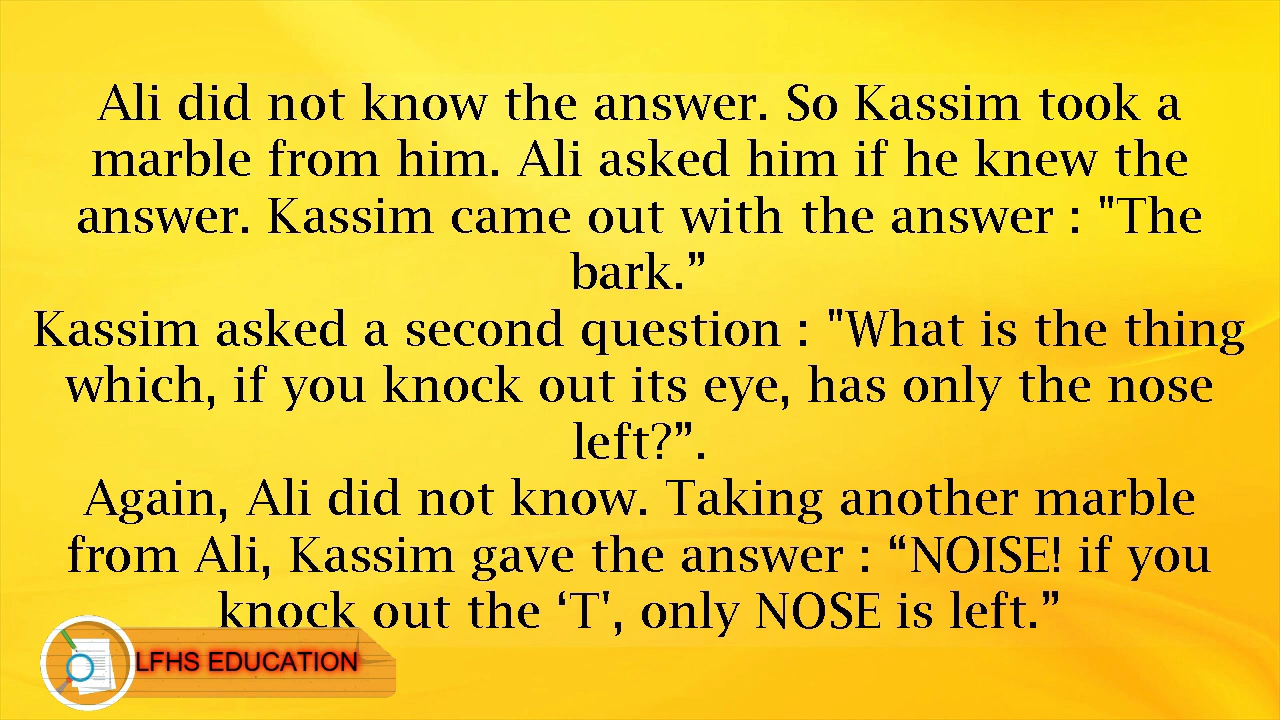 Ali did not know the answer. So Kassim took a
marble from him. Ali asked him if he knew the
answer. Kassim came out with the answer : "The
bark.”
Kassim asked a second question : "What is the thing
which, if you knock out its eye, has only the nose
left?”.
Again, Ali did not know. Taking another marble
from Ali, Kassim gave the answer : “NOISE! if you
knock out the ‘T', only NOSE is left.”
LFHS EDUCATION